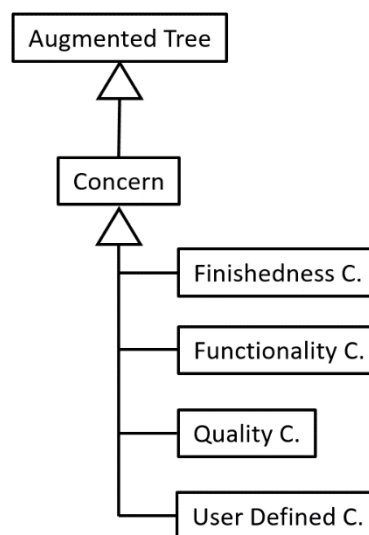 Augmented Tree
Concern
Finishedness C.
Functionality C.
Quality C.
User Defined C.